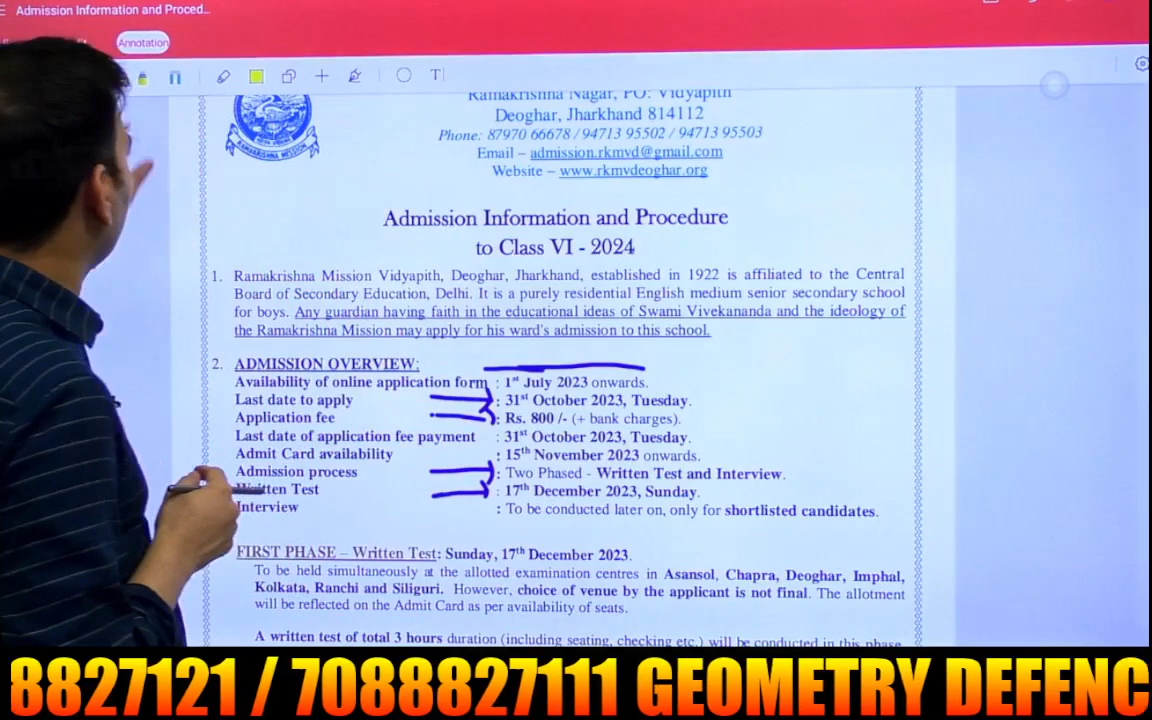 Admission Information and Proced...
Annotation
T
Ramakrishna Nagar, PO: Vidyapith
Deoghar, Jharkhand 814112
Phone: 87970 66678 / 94713 95502 / 94713 95503
Email – admission.rkmvd@gmail.com
Website – www.rkmvdeoghar.org
RAMAKRISHNA MISSION
Admission Information and Procedure
to Class VI - 2024
1. Ramakrishna Mission Vidyapith, Deoghar, Jharkhand, established in 1922 is affiliated to the Central
Board of Secondary Education, Delhi. It is a purely residential English medium senior secondary school
for boys. Any guardian having faith in the educational ideas of Swami Vivekananda and the ideology of
the Ramakrishna Mission may apply for his ward's admission to this school.
2. ADMISSION OVERVIEW:
Availability of online application form : 1st July 2023 onwards.
Last date to apply : 31st October 2023, Tuesday.
Application fee : Rs. 800 /- (+ bank charges).
Last date of application fee payment : 31st October 2023, Tuesday.
Admit Card availability : 15th November 2023 onwards.
Admission process : Two Phased - Written Test and Interview.
Written Test : 17th December 2023, Sunday.
Interview : To be conducted later on, only for shortlisted candidates.
FIRST PHASE – Written Test: Sunday, 17th December 2023.
To be held simultaneously at the allotted examination centres in Asansol, Chapra, Deoghar, Imphal,
Kolkata, Ranchi and Siliguri. However, choice of venue by the applicant is not final. The allotment
will be reflected on the Admit Card as per availability of seats.
A written test of total 3 hours duration (including seating, checking etc.) will be conducted in this phase
8827121 / 7088827111 GEOMETRY DEFENC